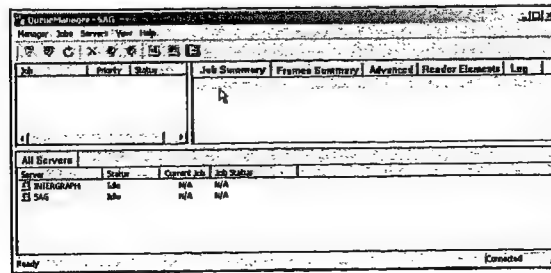 QueueManager - SAG
Manager Jobs Servers View Help
Job Priority Status
Job Summary Frames Summary Advanced Render Elements Log
All Servers
Server Status Current Job Job Status
INTERGRAPH Idle N/A N/A
SAG Idle N/A N/A
Ready Connected